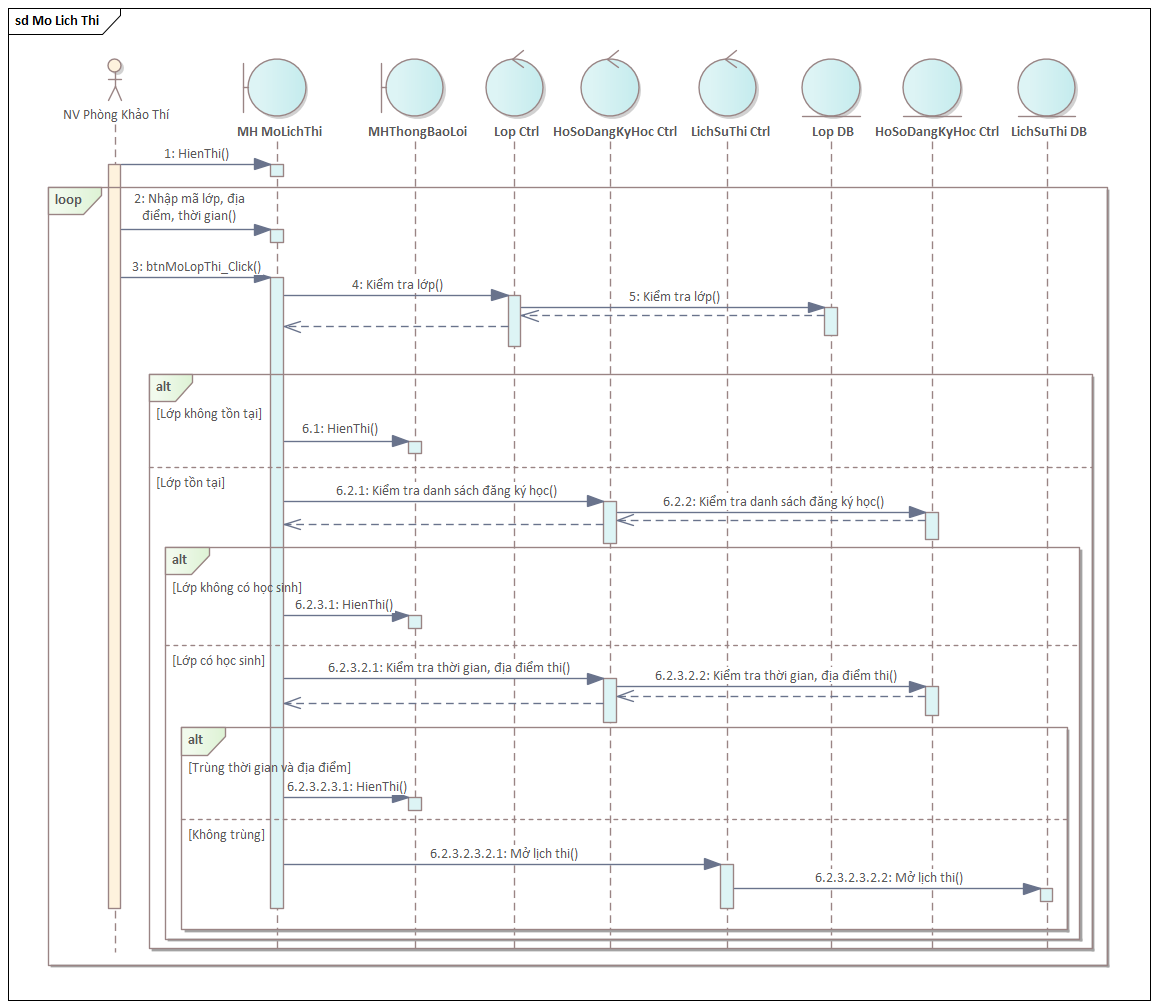 sd Mo Lich Thi
NV Phòng Khảo Thí
MH MoLichThi
MHThongBaoLoi
Lop Ctrl
HoSoDangKyHoc Ctrl
LichSuThi Ctrl
Lop DB
HoSoDangKyHoc Ctrl
LichSuThi DB
1: HienThi()
loop
2: Nhập mã lớp, địa
điểm, thời gian()
3: btnMoLopThi_Click()
4: Kiểm tra lớp()
5: Kiểm tra lớp()
alt
[Lớp không tồn tại]
6.1: HienThi()
[Lớp tồn tại]
6.2.1: Kiểm tra danh sách đăng ký học()
6.2.2: Kiểm tra danh sách đăng ký học()
alt
[Lớp không có học sinh]
6.2.3.1: HienThi()
[Lớp có học sinh]
6.2.3.2.1: Kiểm tra thời gian, địa điểm thi()
6.2.3.2.2: Kiểm tra thời gian, địa điểm thi()
alt
[Trùng thời gian và địa điểm]
6.2.3.2.3.1: HienThi()
[Không trùng]
6.2.3.2.3.2.1: Mở lịch thi()
6.2.3.2.3.2.2: Mở lịch thi()